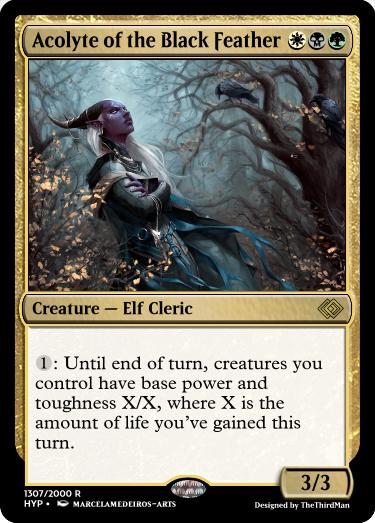 Acolyte of the Black Feather
Creature — Elf Cleric
1: Until end of turn, creatures you
control have base power and
toughness X/X, where X is the
amount of life you've gained this
turn.
3/3
1307/2000 R
HYP • MARCELAMEDEIROS-ARTS
Designed by TheThirdMan